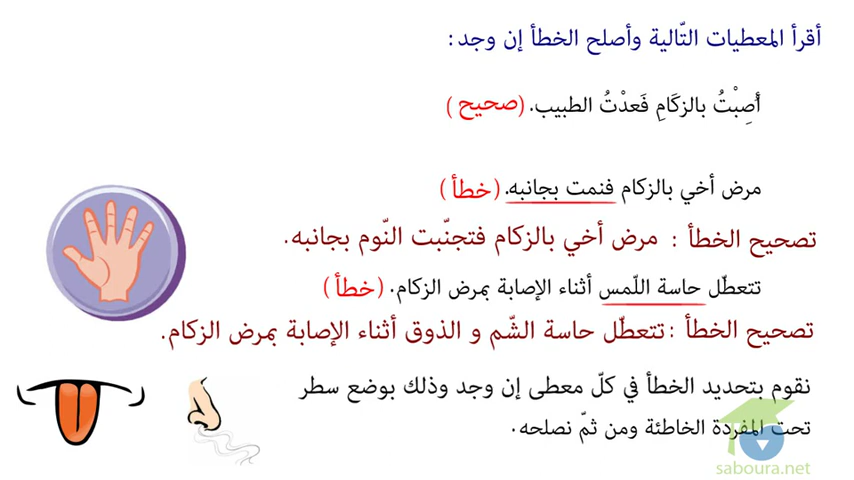 أقرأ المعطيات التّالية وأصلح الخطأ إن وجد:
أُصِبْتُ بالزكَامِ فَعدْتُ الطبيب. (صحيح)
مرض أخي بالزكام فنمت بجانبه. (خطأ)
تصحيح الخطأ : مرض أخي بالزكام فتجنّبت النّوم بجانبه.
تتعطّل حاسة اللّمس أثناء الإصابة بمرض الزكام. (خطأ)
تصحيح الخطأ : تتعطّل حاسة الشّم و الذوق أثناء الإصابة بمرض الزكام.
نقوم بتحديد الخطأ في كلّ معطى إن وجد وذلك بوضع سطر
تحت المفردة الخاطئة ومن ثمّ نصلحه.
saboura.net